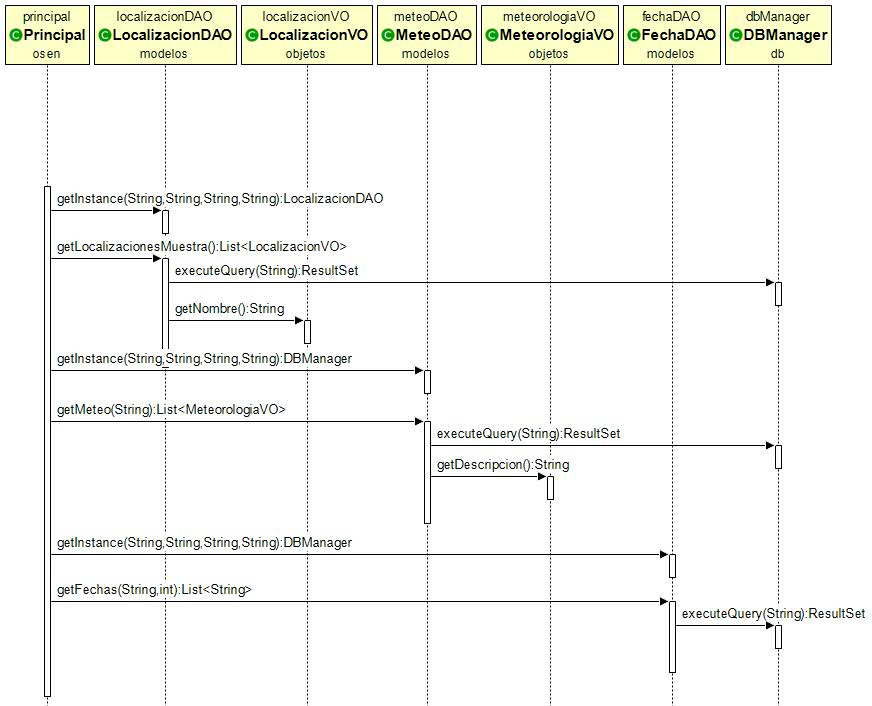 principal
Principal
osen
localizacionDAO
LocalizacionDAO
modelos
localizacionVO
LocalizacionVO
objetos
meteoDAO
MeteoDAO
modelos
meteorologiaVO
MeteorologiaVO
objetos
fechaDAO
FechaDAO
modelos
dbManager
DBManager
db
getInstance(String,String,String,String):LocalizacionDAO
getLocalizacionesMuestra():List<LocalizacionVO>
executeQuery(String):ResultSet
getNombre():String
getInstance(String,String,String,String):DBManager
getMeteo(String):List<MeteorologiaVO>
executeQuery(String):ResultSet
getDescripcion():String
getInstance(String,String,String,String):DBManager
getFechas(String,int):List<String>
executeQuery(String):ResultSet